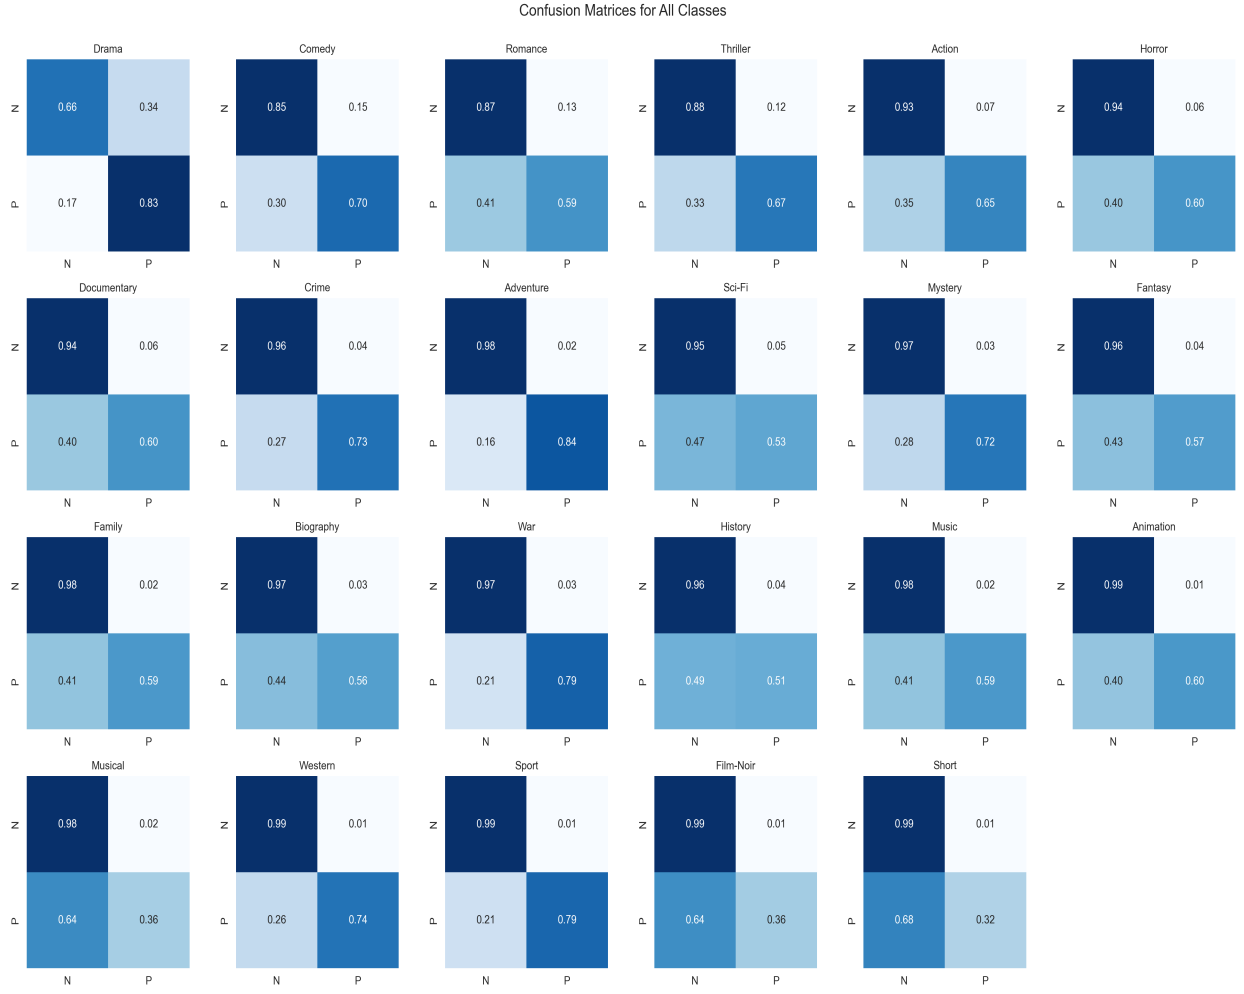 Confusion Matrices for All Classes
Drama Comedy Romance Thriller Action Horror
N 0.66 0.34 N 0.85 0.15 N 0.87 0.13 N 0.88 0.12 N 0.93 0.07 N 0.94 0.06
P 0.17 0.83 P 0.30 0.70 P 0.41 0.59 P 0.33 0.67 P 0.35 0.65 P 0.40 0.60
N P N P N P N P N P N P
Documentary Crime Adventure Sci-Fi Mystery Fantasy
N 0.94 0.06 N 0.96 0.04 N 0.98 0.02 N 0.95 0.05 N 0.97 0.03 N 0.96 0.04
P 0.40 0.60 P 0.27 0.73 P 0.16 0.84 P 0.47 0.53 P 0.28 0.72 P 0.43 0.57
N P N P N P N P N P N P
Family Biography War History Music Animation
N 0.98 0.02 N 0.97 0.03 N 0.97 0.03 N 0.96 0.04 N 0.98 0.02 N 0.99 0.01
P 0.41 0.59 P 0.44 0.56 P 0.21 0.79 P 0.49 0.51 P 0.41 0.59 P 0.40 0.60
N P N P N P N P N P N P
Musical Western Sport Film-Noir Short
N 0.98 0.02 N 0.99 0.01 N 0.99 0.01 N 0.99 0.01 N 0.99 0.01
P 0.64 0.36 P 0.26 0.74 P 0.21 0.79 P 0.64 0.36 P 0.68 0.32
N P N P N P N P N P